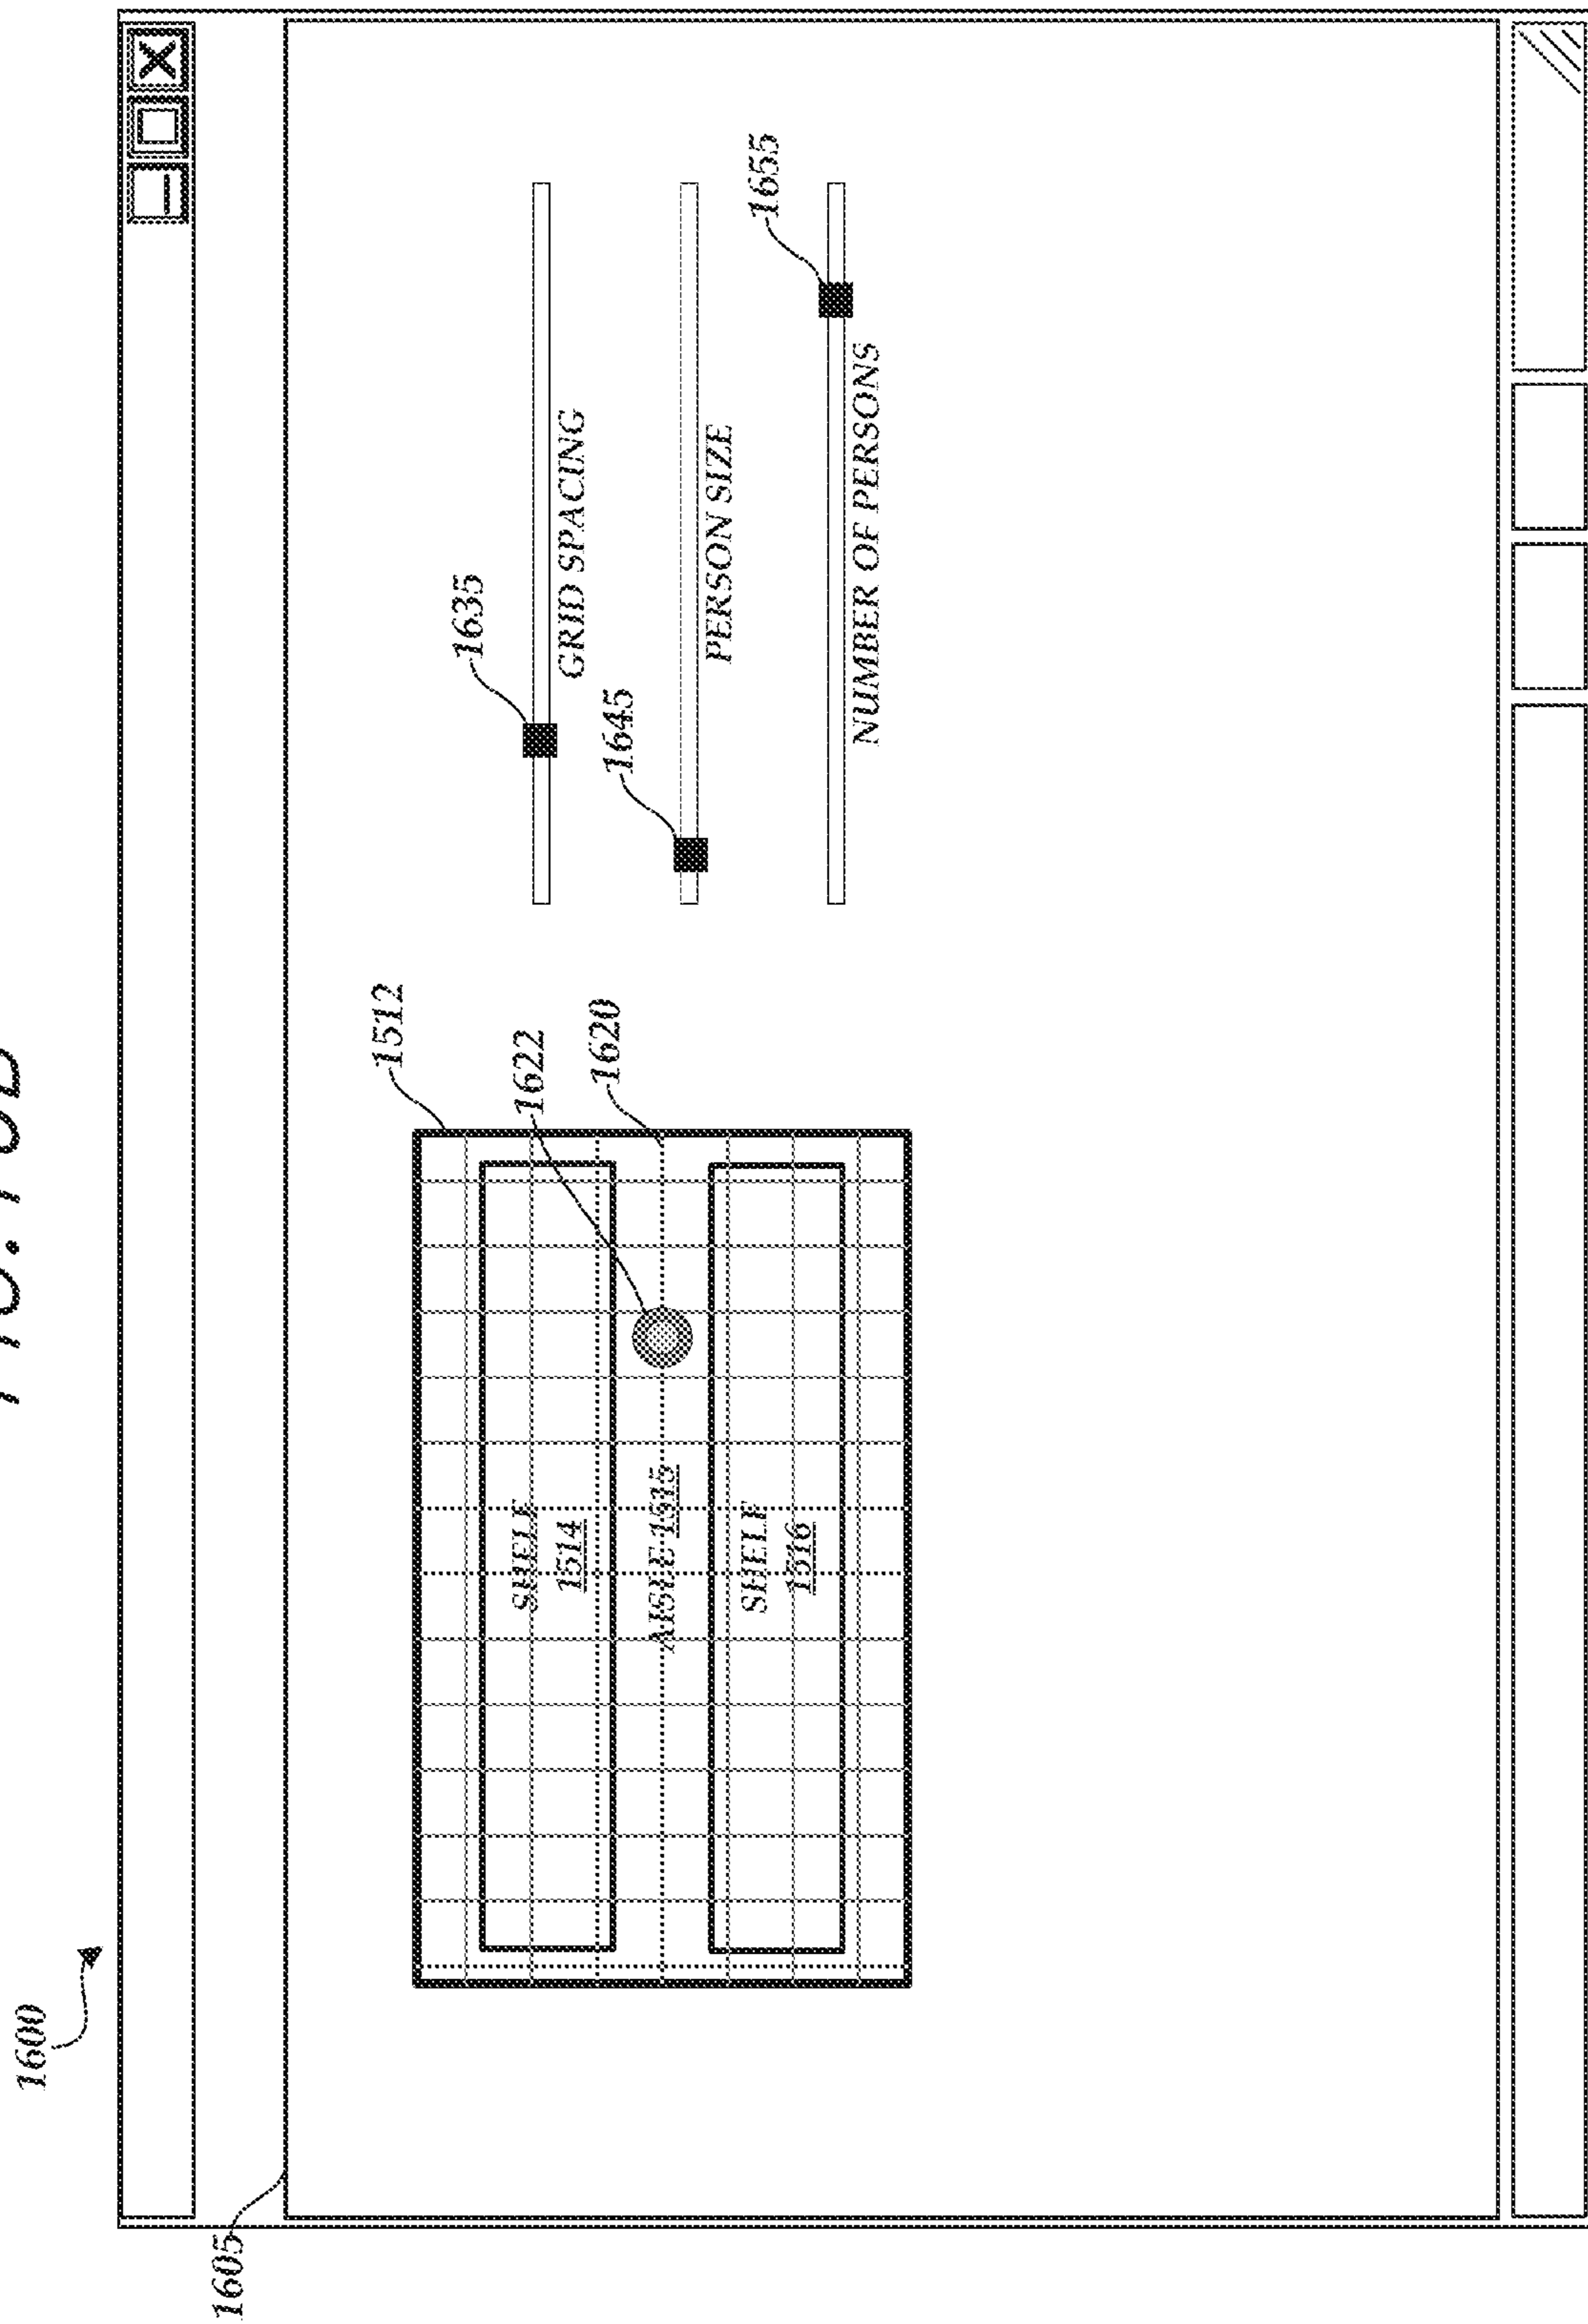 1600
1605
1512
1622
1620
SHELF
1514
AISLE 1515
SHELF
1516
1635
GRID SPACING
1645
PERSON SIZE
1655
NUMBER OF PERSONS